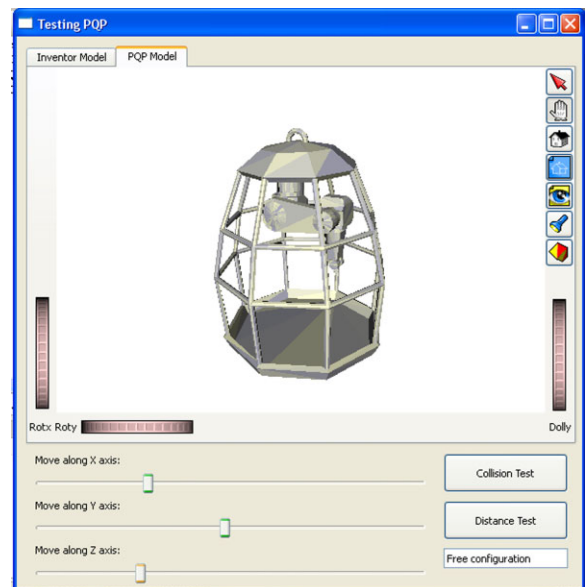 Testing PQP
Inventor Model PQP Model
Rotx Roty Dolly
Move along X axis:
Collision Test
Move along Y axis:
Distance Test
Move along Z axis:
Free configuration